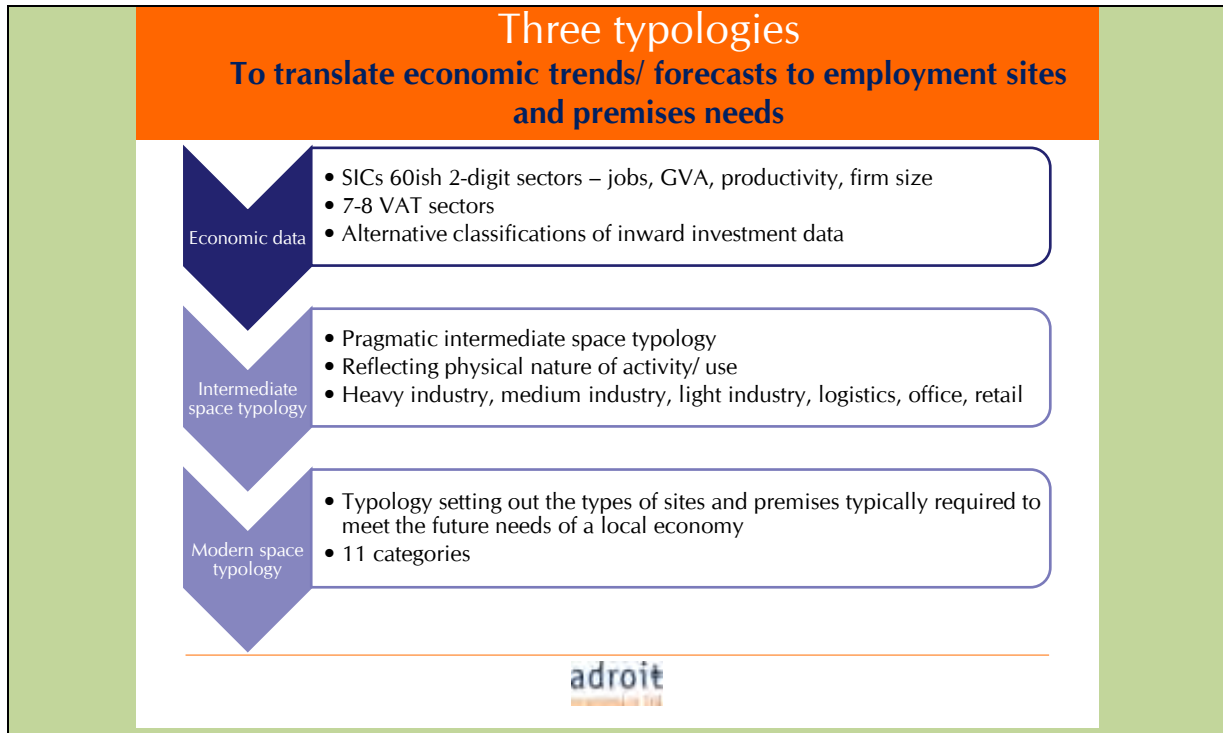 Three typologies
To translate economic trends/ forecasts to employment sites
and premises needs
Economic data
• SICs 60ish 2-digit sectors – jobs, GVA, productivity, firm size
• 7-8 VAT sectors
• Alternative classifications of inward investment data
Intermediate
space typology
• Pragmatic intermediate space typology
• Reflecting physical nature of activity/ use
• Heavy industry, medium industry, light industry, logistics, office, retail
Modern space
typology
• Typology setting out the types of sites and premises typically required to
meet the future needs of a local economy
• 11 categories
adroit